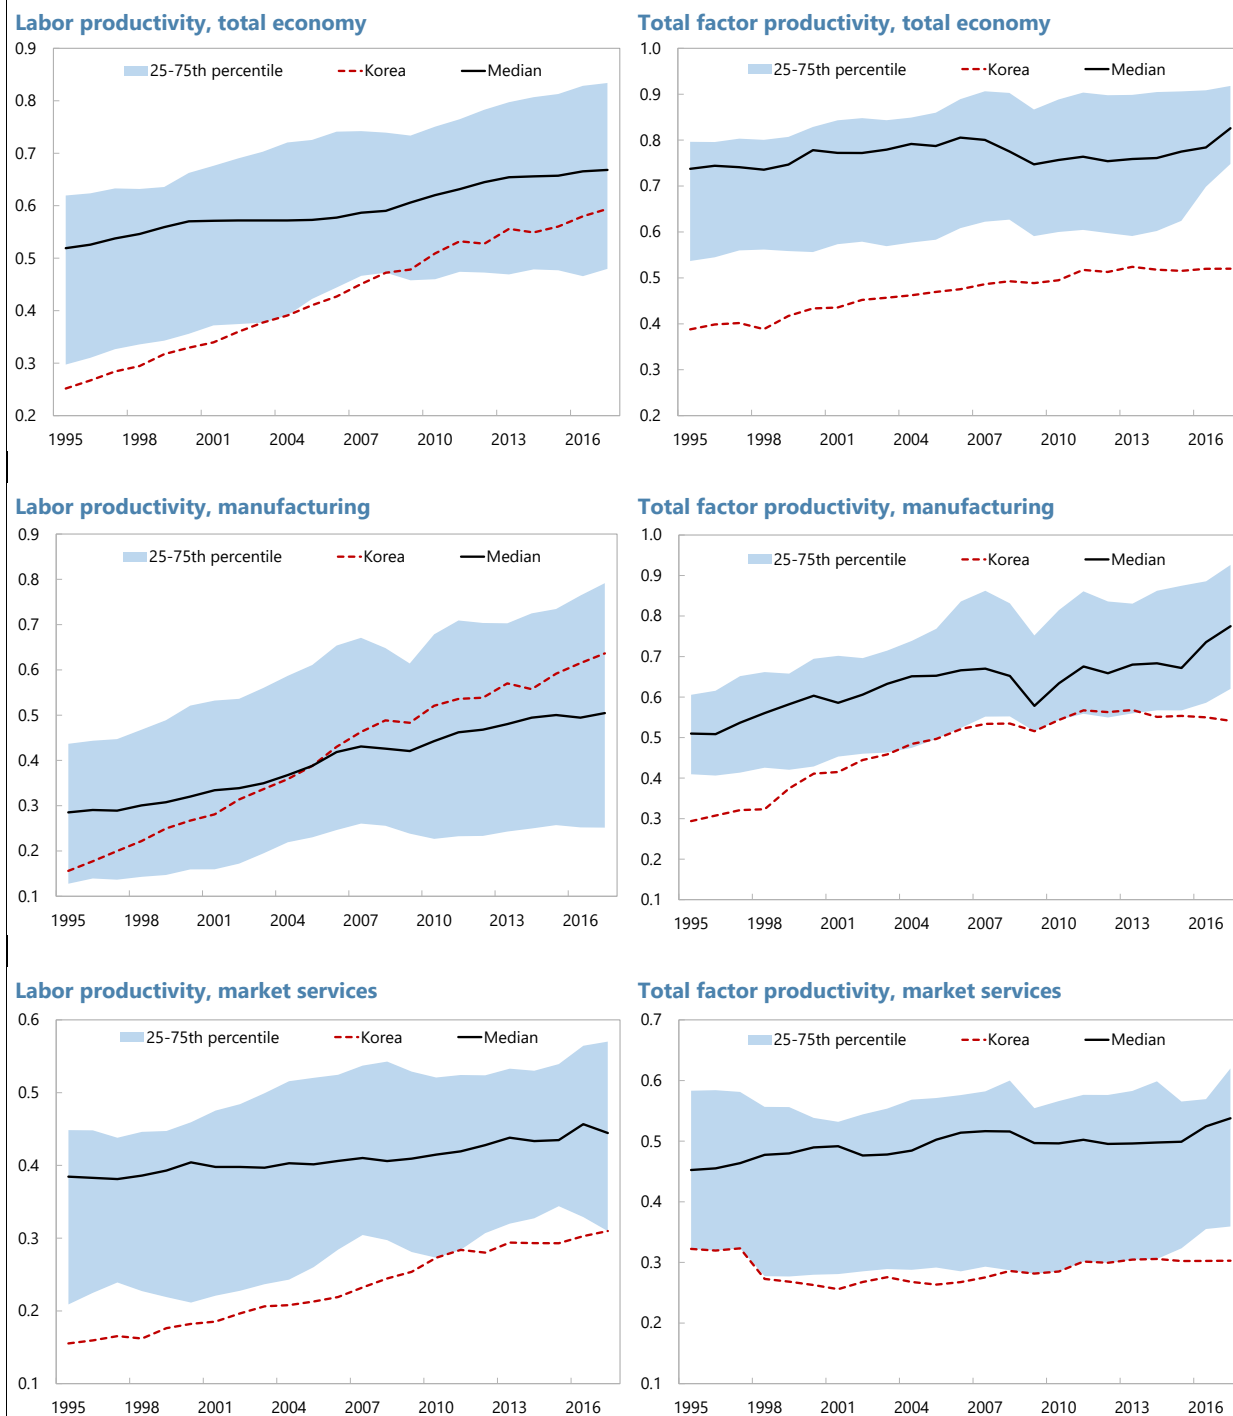 Labor productivity, total economy
0.9
0.8
0.7
0.6
0.5
0.4
0.3
0.2
25-75th percentile Korea Median
1995 1998 2001 2004 2007 2010 2013 2016
Total factor productivity, total economy
1.0
0.9
0.8
0.7
0.6
0.5
0.4
0.3
0.2
25-75th percentile Korea Median
1995 1998 2001 2004 2007 2010 2013 2016
Labor productivity, manufacturing
0.9
0.8
0.7
0.6
0.5
0.4
0.3
0.2
0.1
25-75th percentile Korea Median
1995 1998 2001 2004 2007 2010 2013 2016
Total factor productivity, manufacturing
1.0
0.9
0.8
0.7
0.6
0.5
0.4
0.3
0.2
0.1
25-75th percentile Korea Median
1995 1998 2001 2004 2007 2010 2013 2016
Labor productivity, market services
0.6
0.5
0.4
0.3
0.2
0.1
25-75th percentile Korea Median
1995 1998 2001 2004 2007 2010 2013 2016
Total factor productivity, market services
0.7
0.6
0.5
0.4
0.3
0.2
0.1
25-75th percentile Korea Median
1995 1998 2001 2004 2007 2010 2013 2016